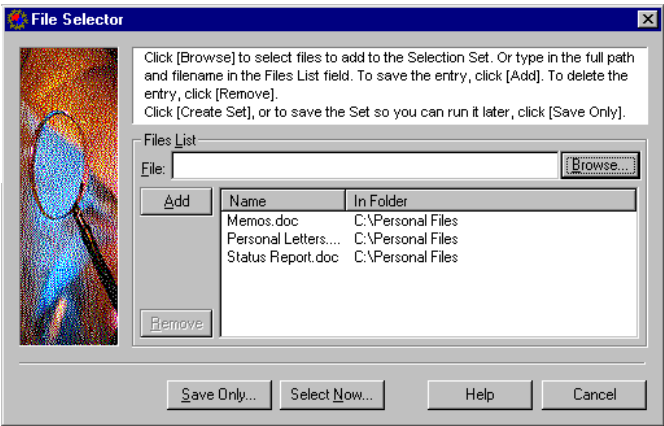 File Selector
Click [Browse] to select files to add to the Selection Set. Or type in the full path
and filename in the Files List field. To save the entry, click [Add]. To delete the
entry, click [Remove].
Click [Create Set], or to save the Set so you can run it later, click [Save Only].
Files List
File:
Browse...
Add
Name In Folder
Memos.doc C:\Personal Files
Personal Letters.... C:\Personal Files
Status Report.doc C:\Personal Files
Remove
Save Only... Select Now... Help Cancel